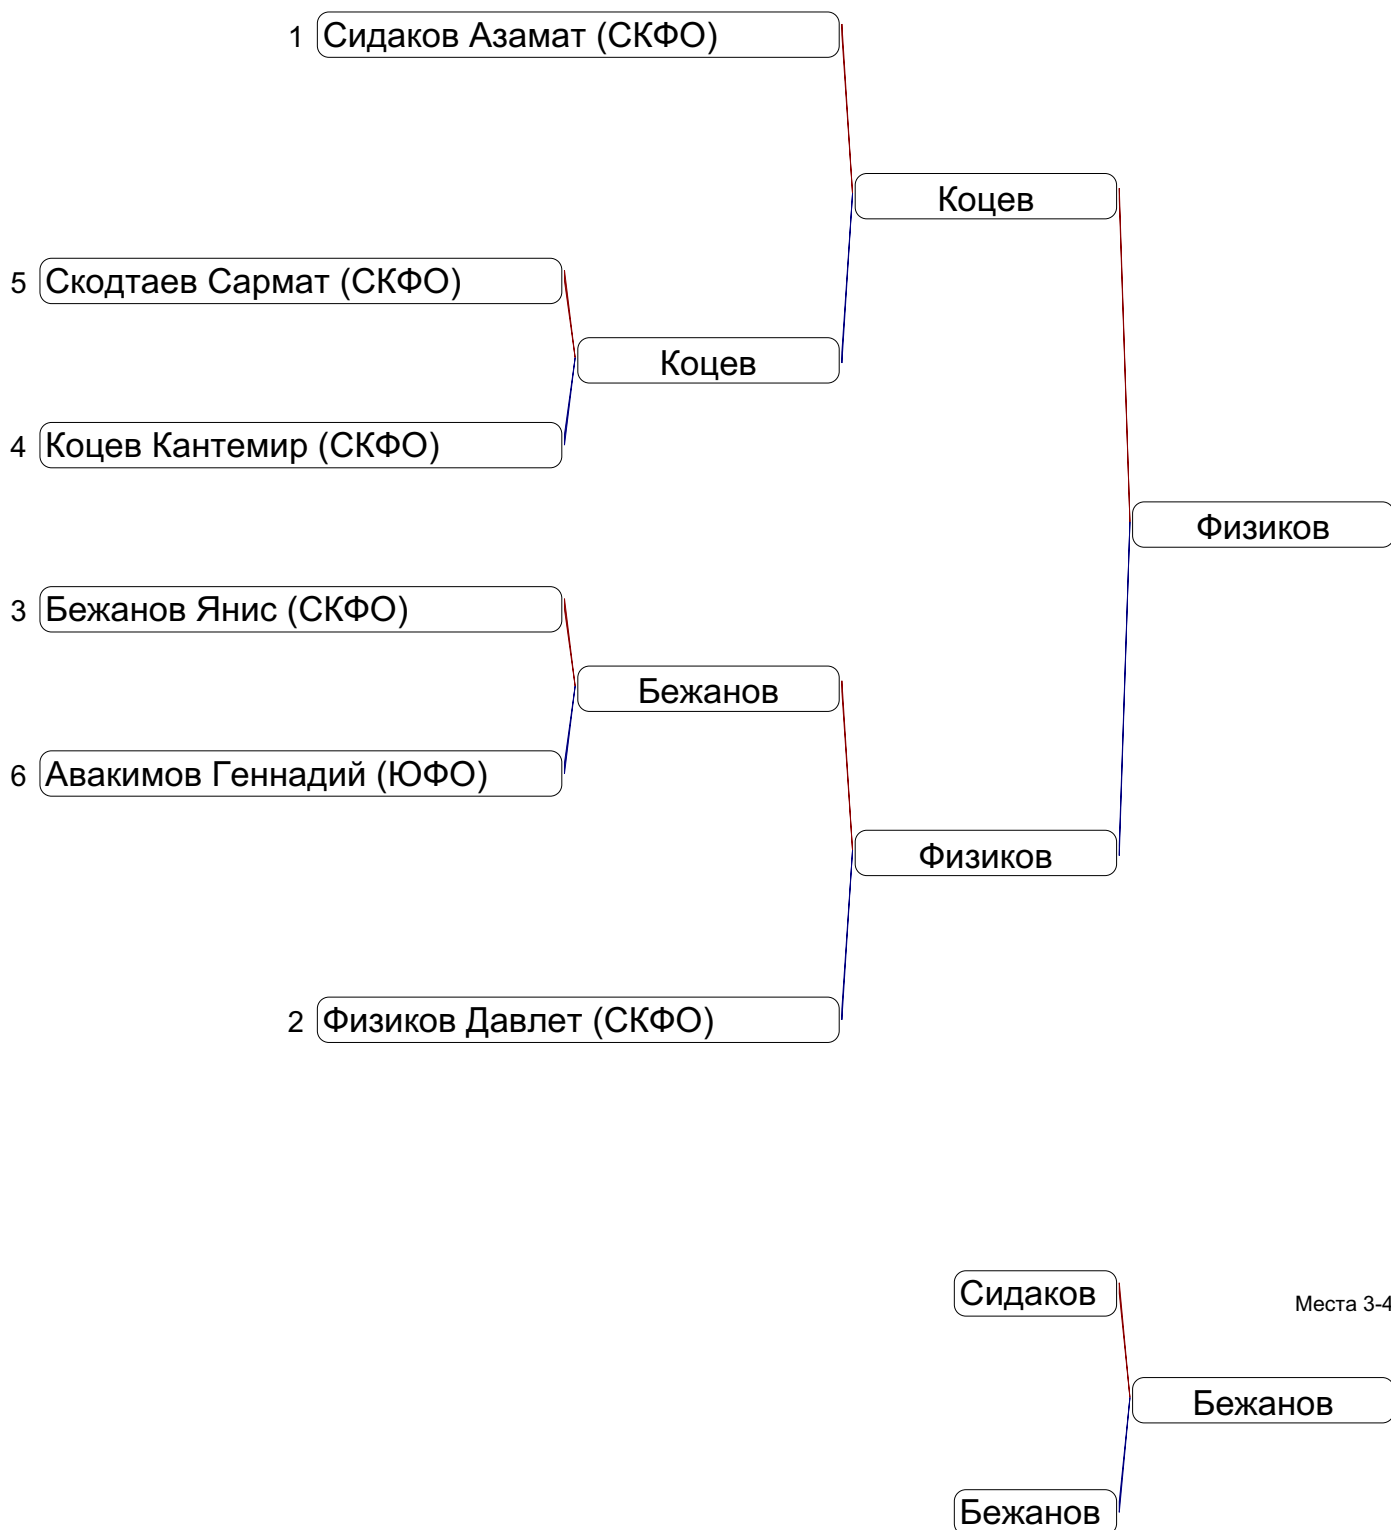 1 Сидаков Азамат (СКФО)
Коцев
5 Скодтаев Сармат (СКФО)
Коцев
4 Коцев Кантемир (СКФО)
Физиков
3 Бежанов Янис (СКФО)
Бежанов
6 Авакимов Геннадий (ЮФО)
Физиков
2 Физиков Давлет (СКФО)
Сидаков
Места 3-4
Бежанов
Бежанов